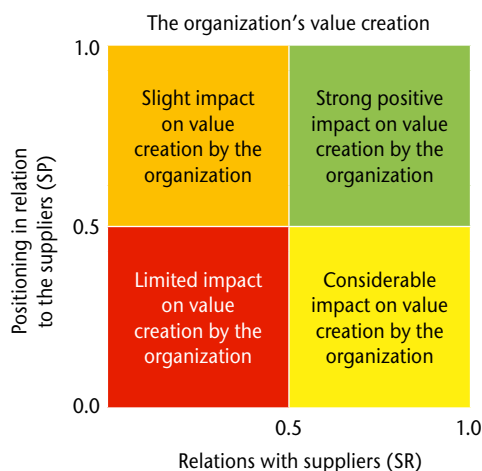 The organization’s value creation
1.0
Slight impact
on value
creation by the
organization
Strong positive
impact on value
creation by the
organization
Positioning in relation
to the suppliers (SP)
0.5
Limited impact
on value
creation by the
organization
Considerable
impact on value
creation by the
organization
0.0
0.5
1.0
Relations with suppliers (SR)